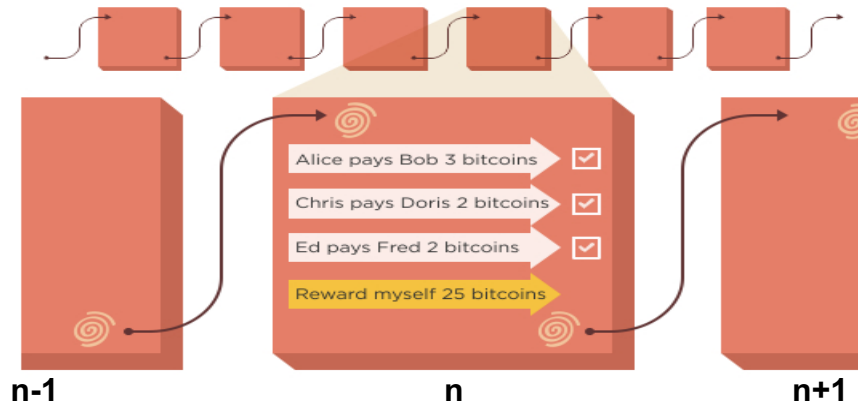 Alice pays Bob 3 bitcoins
Chris pays Doris 2 bitcoins
Ed pays Fred 2 bitcoins
Reward myself 25 bitcoins
n-1 n n+1